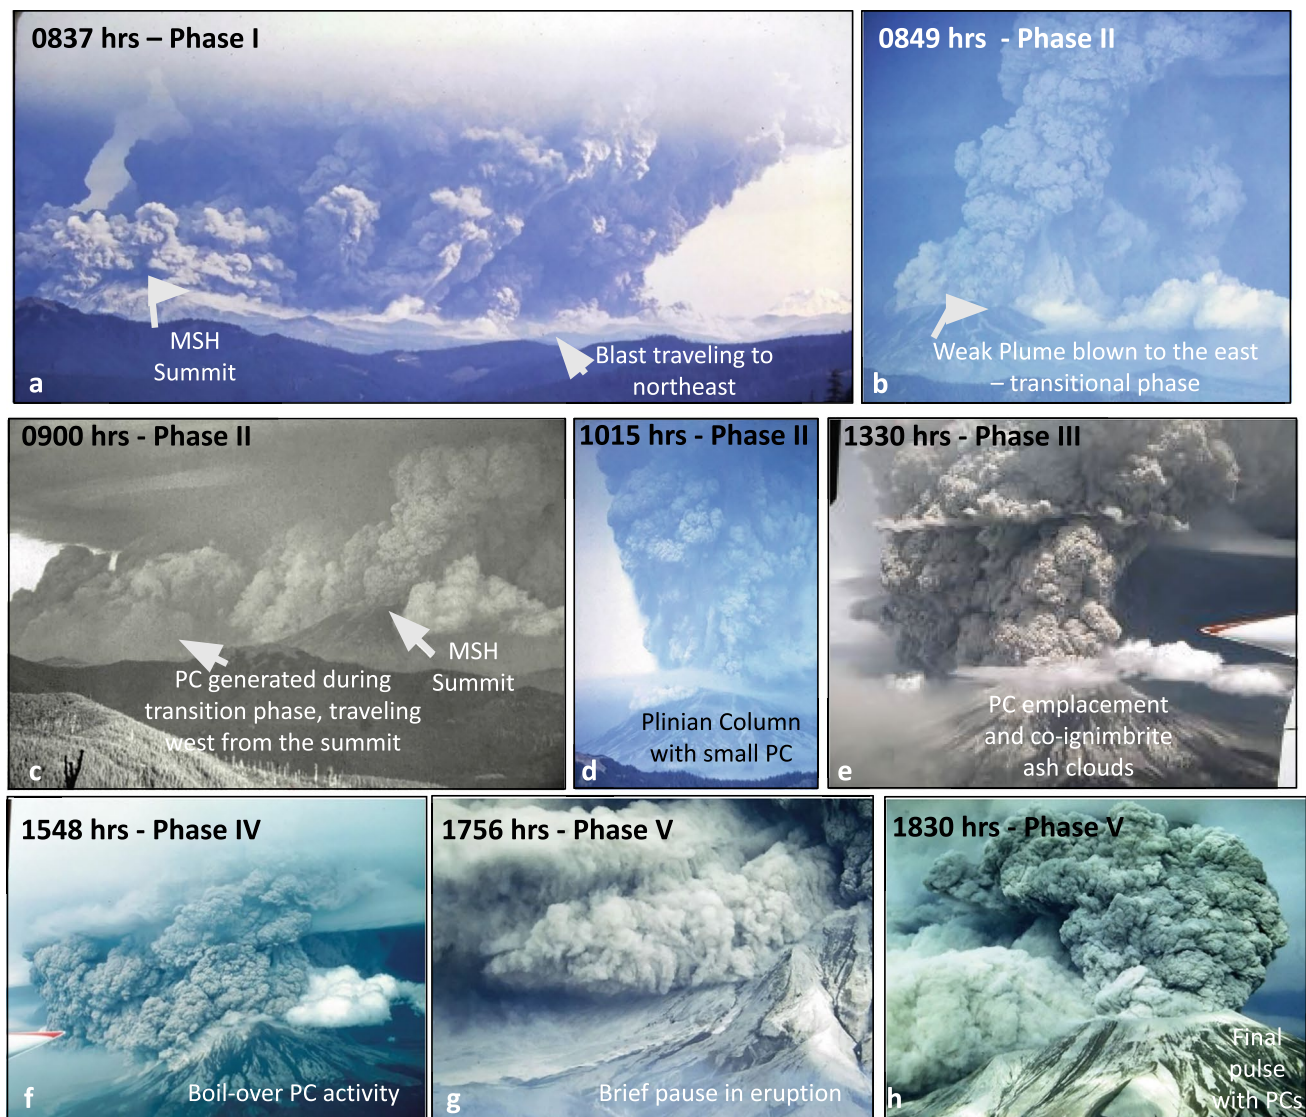 0837 hrs – Phase I
MSH
Summit
Blast traveling to
northeast
a
0849 hrs - Phase II
Weak Plume blown to the east
– transitional phase
b
0900 hrs - Phase II
MSH
Summit
PC generated during
transition phase, traveling
west from the summit
c
1015 hrs - Phase II
Plinian Column
with small PC
d
1330 hrs - Phase III
PC emplacement
and co-ignimbrite
ash clouds
e
1548 hrs - Phase IV
Boil-over PC activity
f
1756 hrs - Phase V
Brief pause in eruption
g
1830 hrs - Phase V
Final
pulse
with PCs
h